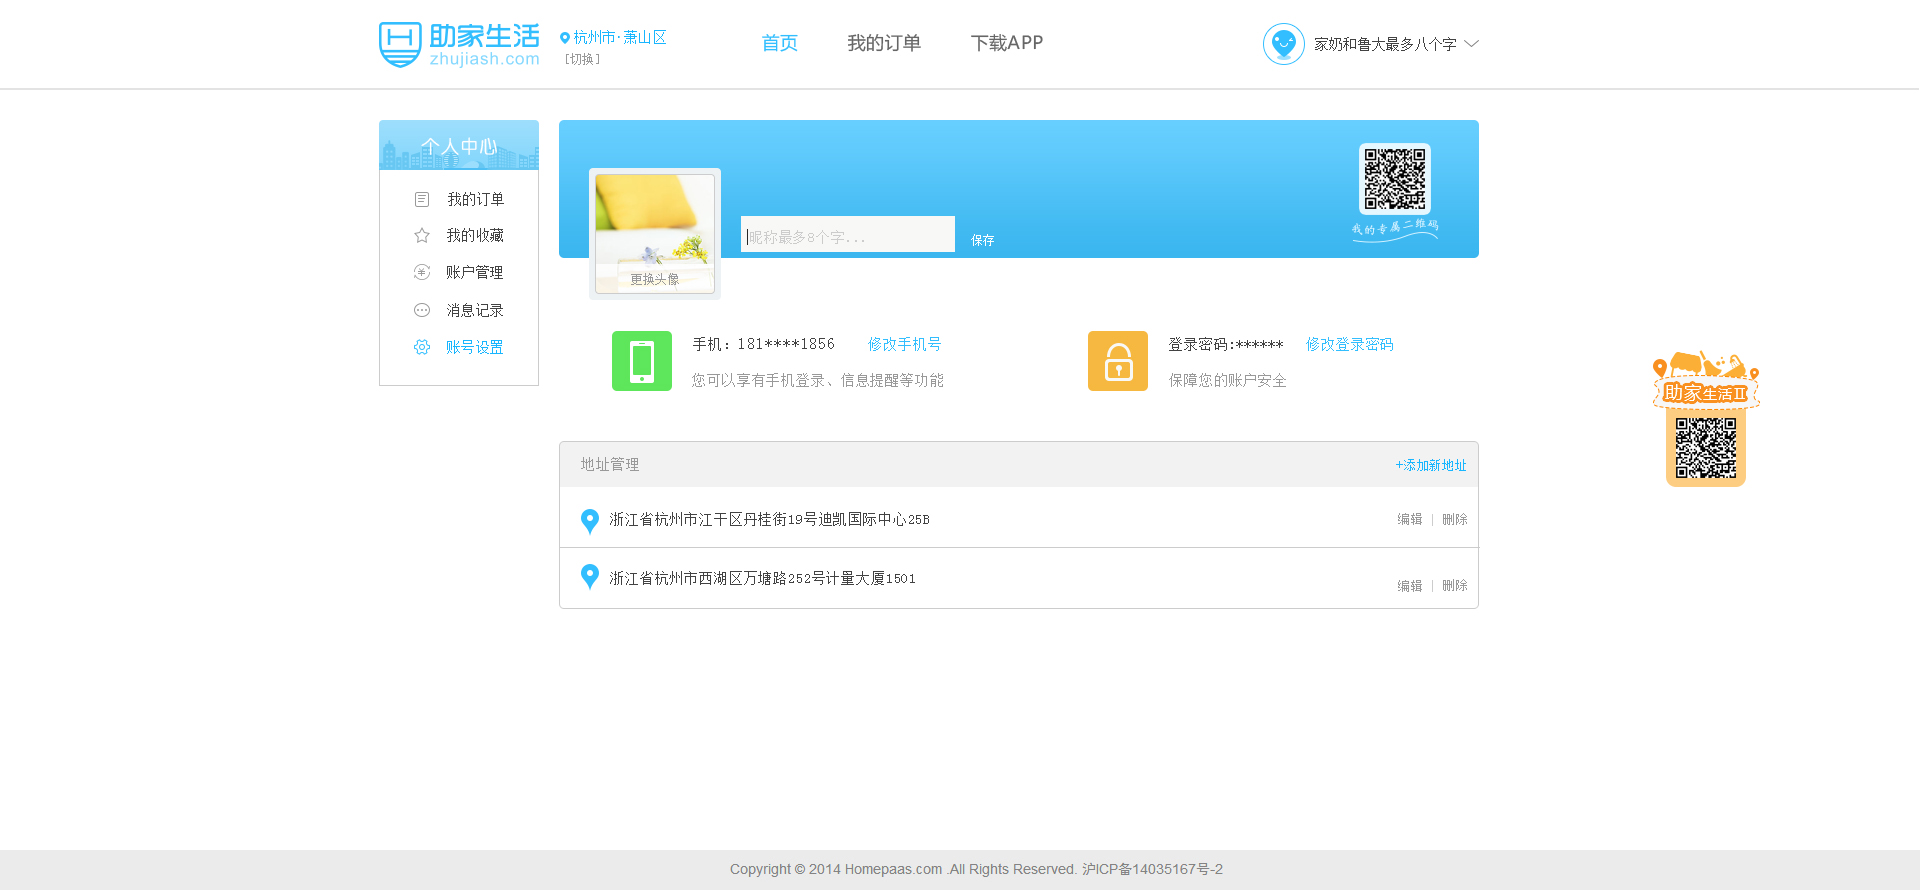 助家生活
zhujiash.com
杭州市·萧山区
[切换]
首页
我的订单
下载APP
家奶和鲁大最多八个字
个人中心
我的订单
我的收藏
账户管理
消息记录
账号设置
更换头像
昵称最多8个字...
保存
我的专属二维码
手机：181****1856 修改手机号
您可以享有手机登录、信息提醒等功能
登录密码:****** 修改登录密码
保障您的账户安全
助家生活II
地址管理
+添加新地址
浙江省杭州市江干区丹桂街19号迪凯国际中心25B
编辑 | 删除
浙江省杭州市西湖区万塘路252号计量大厦1501
编辑 | 删除
Copyright © 2014 Homepaas.com .All Rights Reserved. 沪ICP备14035167号-2